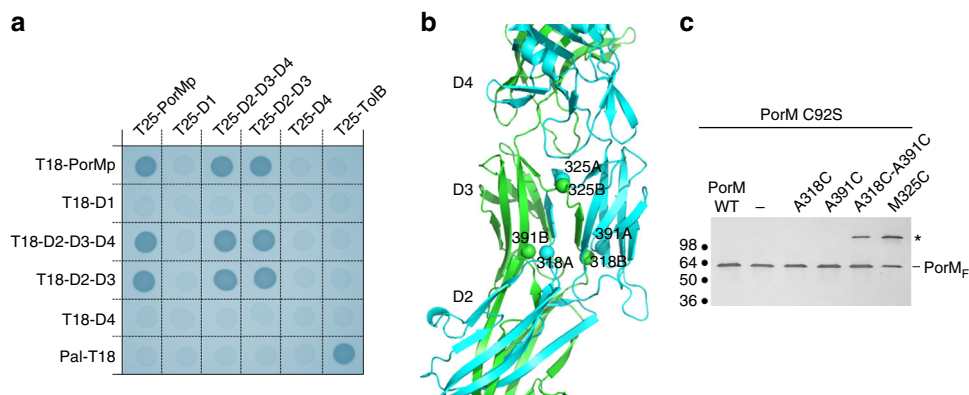 a
T25-PorMp
T25-D1
T25-D2-D3-D4
T25-D2-D3
T25-D4
T25-TolB
T18-PorMp
T18-D1
T18-D2-D3-D4
T18-D2-D3
T18-D4
Pal-T18
b
D4
D3
D2
325A
325B
391B
391A
318A
318B
c
PorM C92S
PorM
WT
–
A318C
A391C
A318C-A391C
M325C
98
64
50
36
*
PorMF